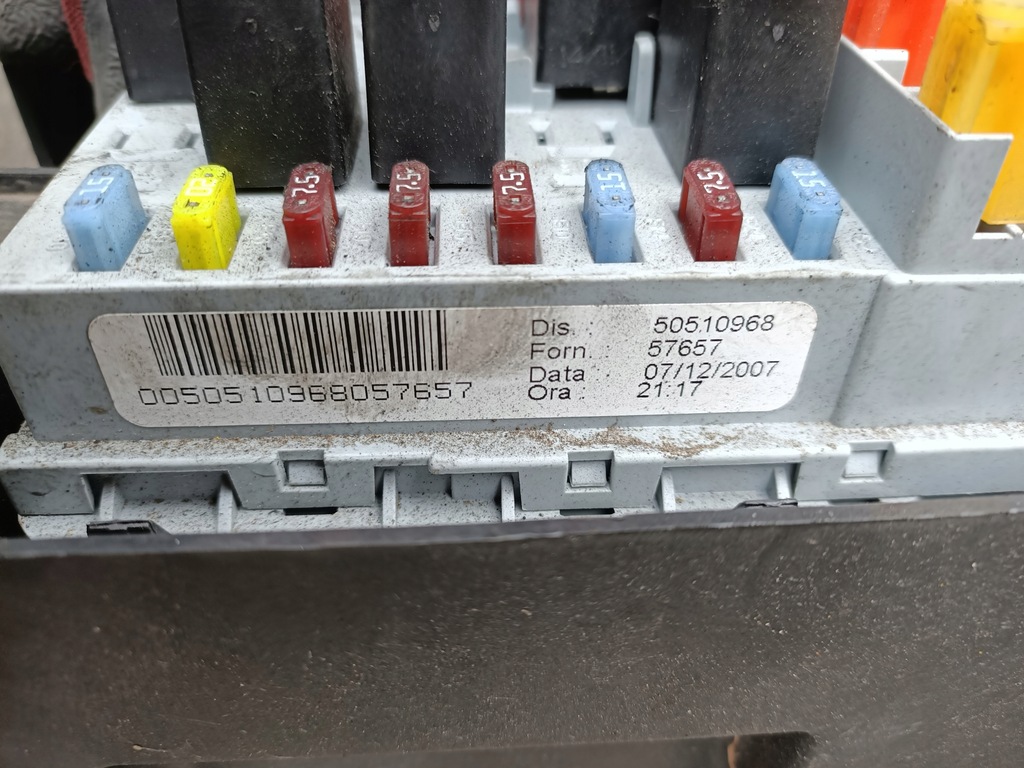 15 20 7.5 7.5 7.5 15 7.5 15
Dis. : 50510968
Forn. : 57657
Data : 07/12/2007
Ora : 21:17
0050510968057657